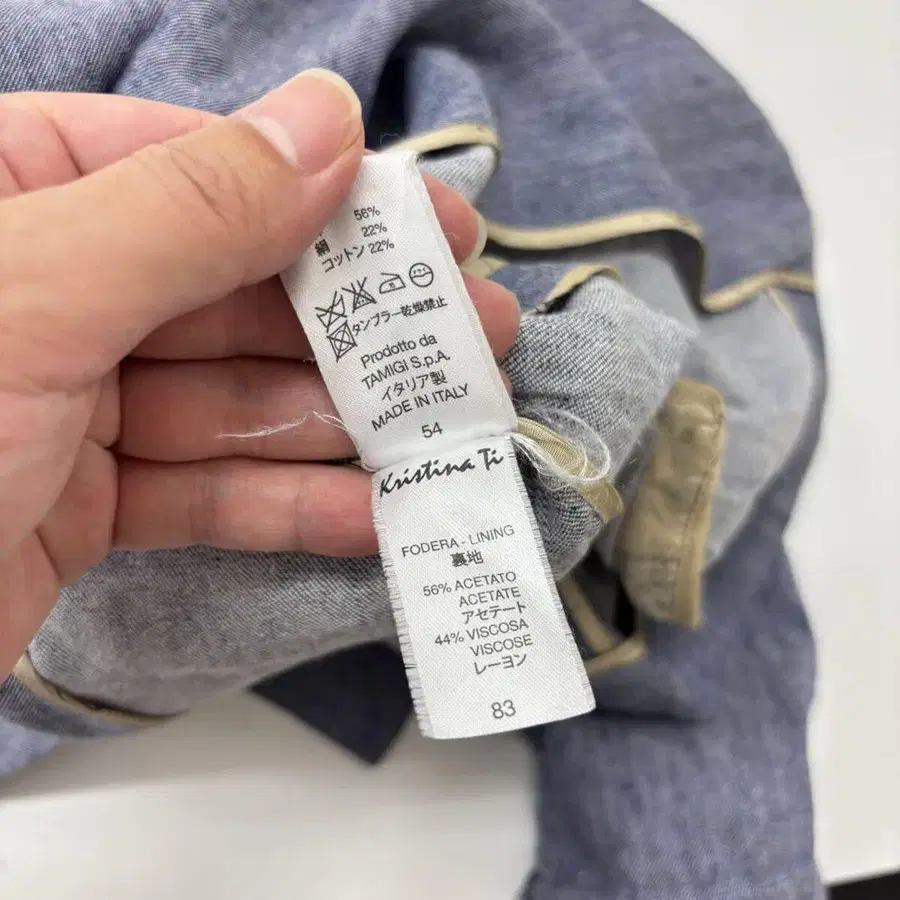 56%
絹 22%
コットン 22%
タンブラー乾燥禁止
Prodotto da
TAMIGI S.p.A.
イタリア製
MADE IN ITALY
54
Kristina Ti
FODERA - LINING
裏地
56% ACETATO
ACETATE
アセテート
44% VISCOSA
VISCOSE
レーヨン
83